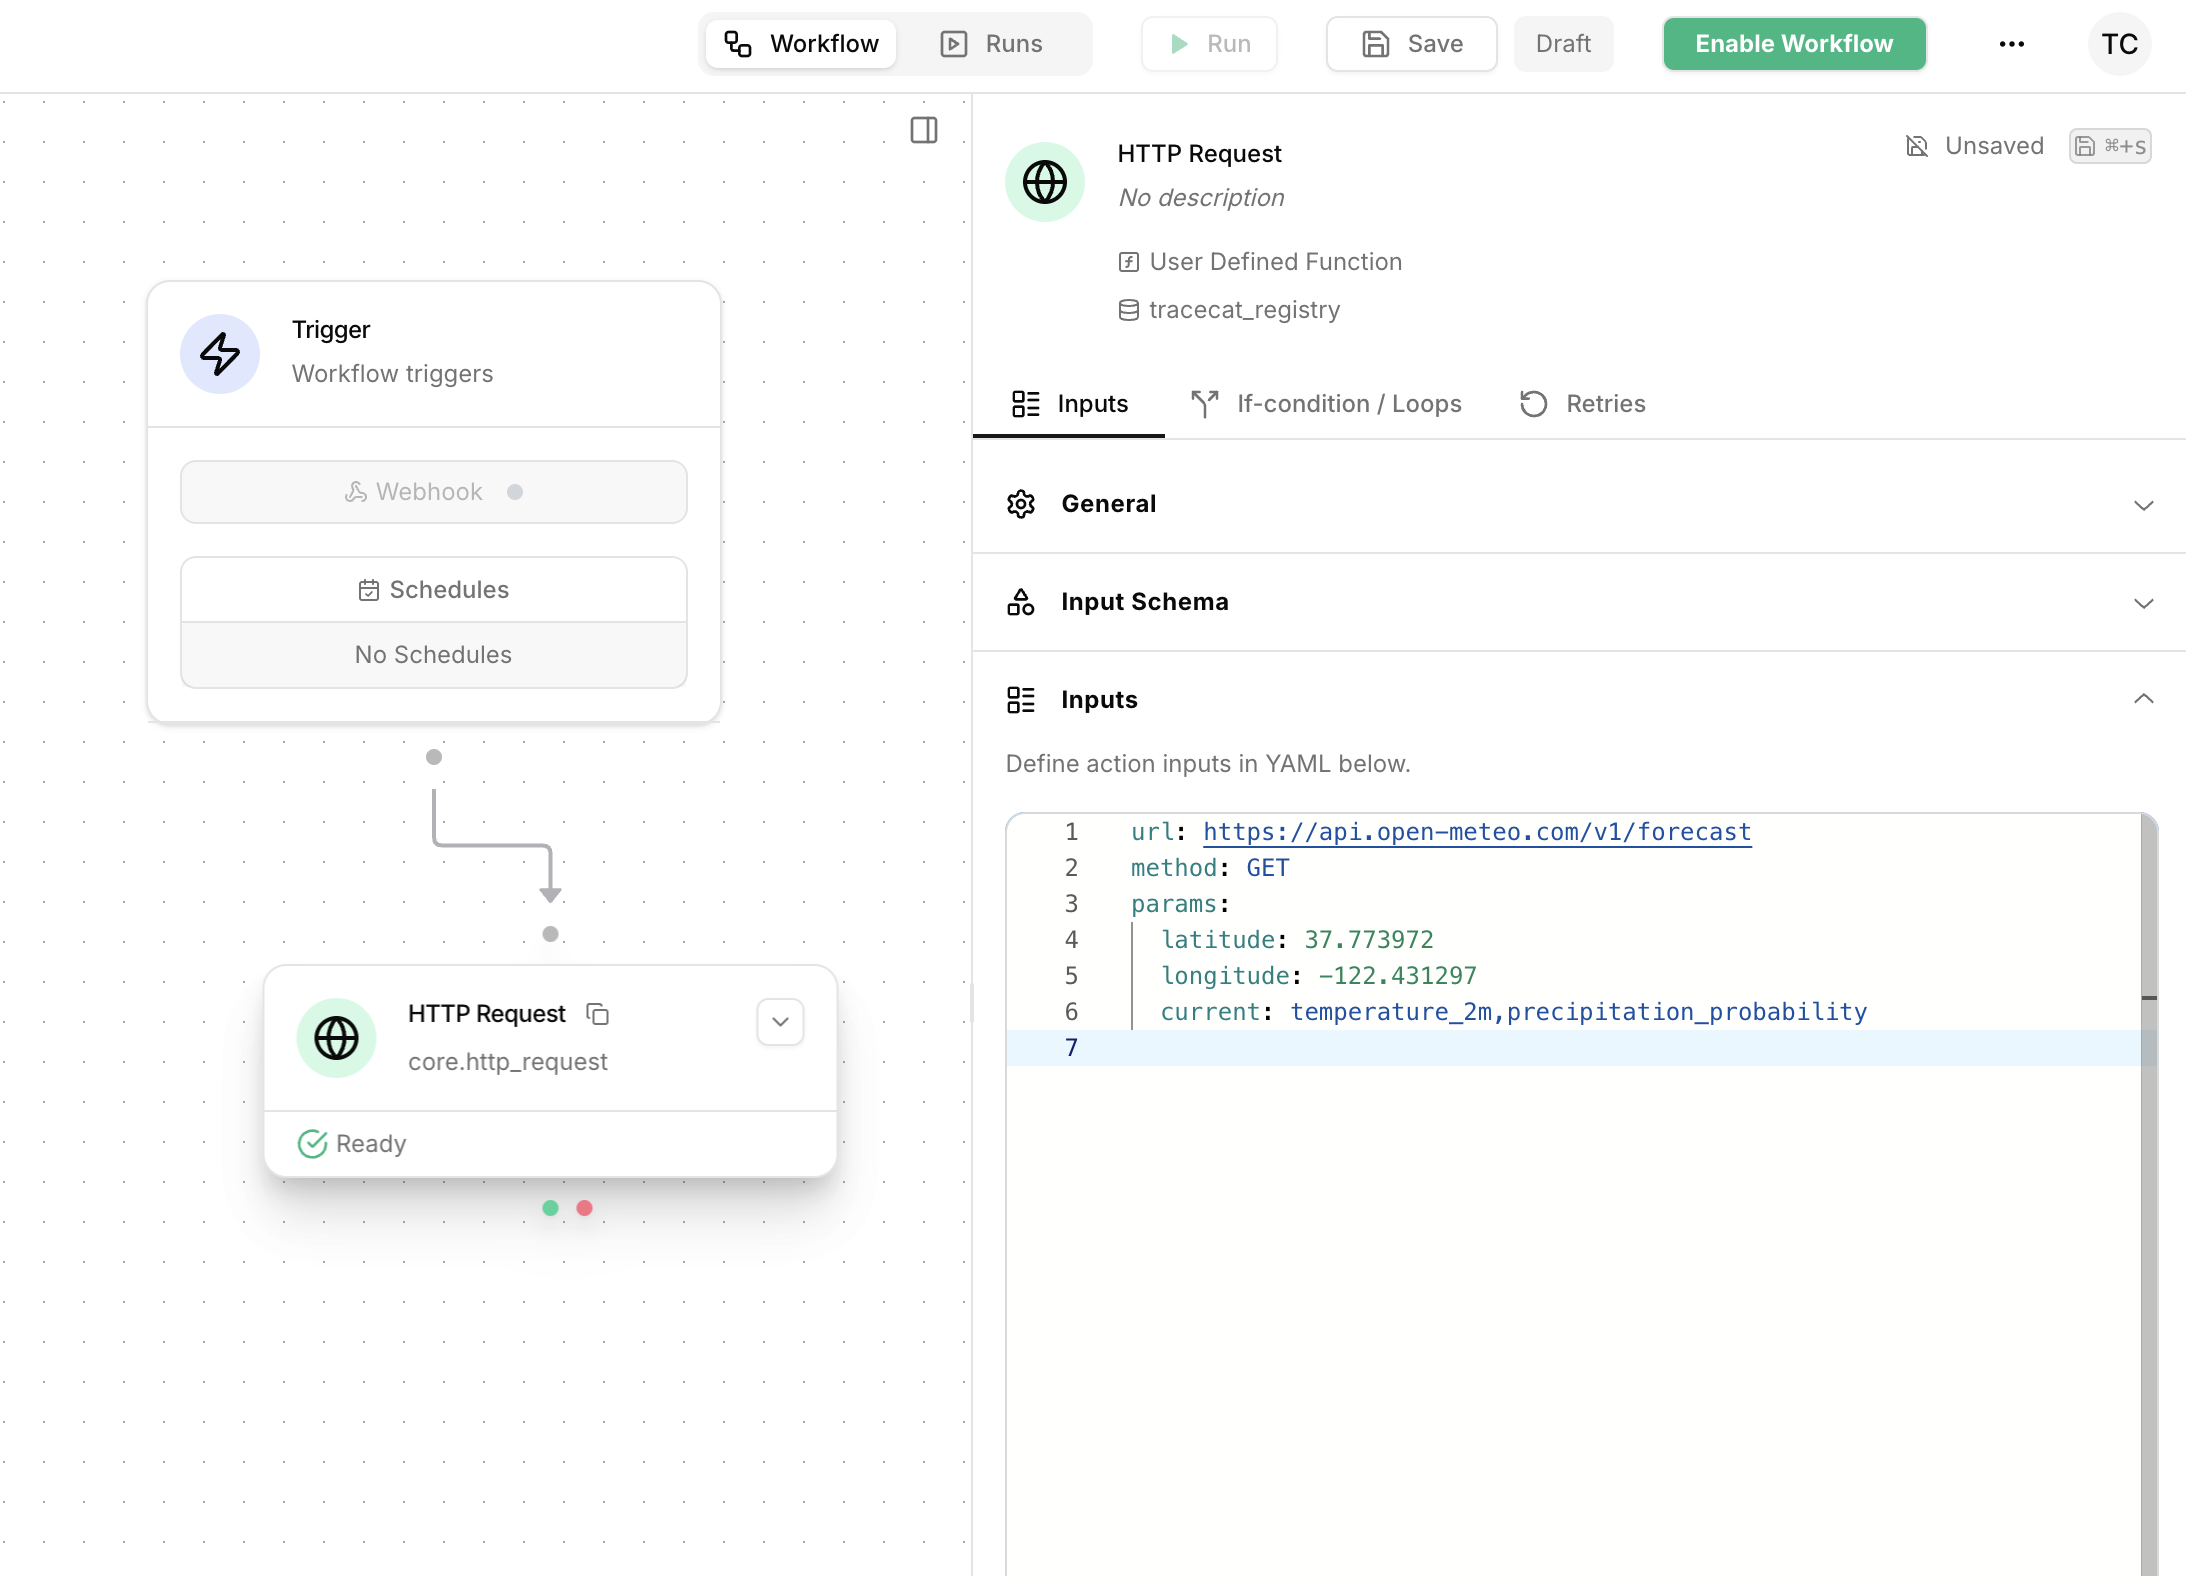 Workflow
Runs
Run
Save
Draft
Enable Workflow
TC
Trigger
Workflow triggers
Webhook
Schedules
No Schedules
HTTP Request
core.http_request
Ready
HTTP Request
No description
Unsaved
⌘+S
User Defined Function
tracecat_registry
Inputs
If-condition / Loops
Retries
General
Input Schema
Inputs
Define action inputs in YAML below.
1 url: https://api.open-meteo.com/v1/forecast
2 method: GET
3 params:
4 latitude: 37.773972
5 longitude: -122.431297
6 current: temperature_2m,precipitation_probability
7